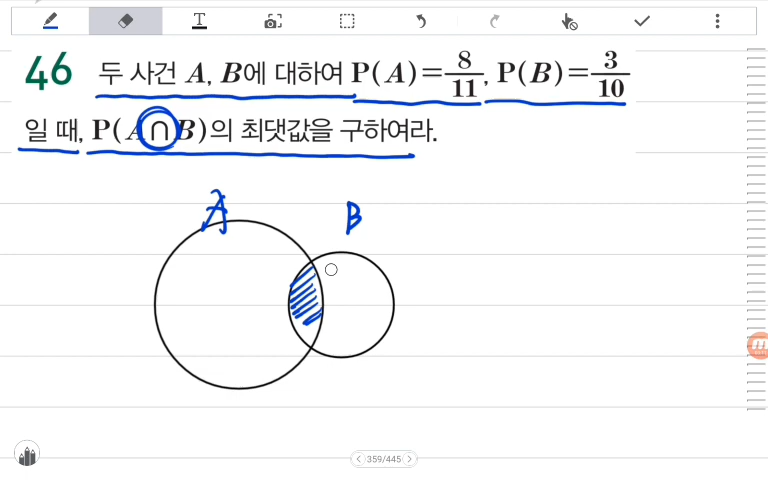 T
46 두 사건 A, B에 대하여 P(A)=8/11, P(B)=3/10
일 때, P(A∩B)의 최댓값을 구하여라.
A B
359/445